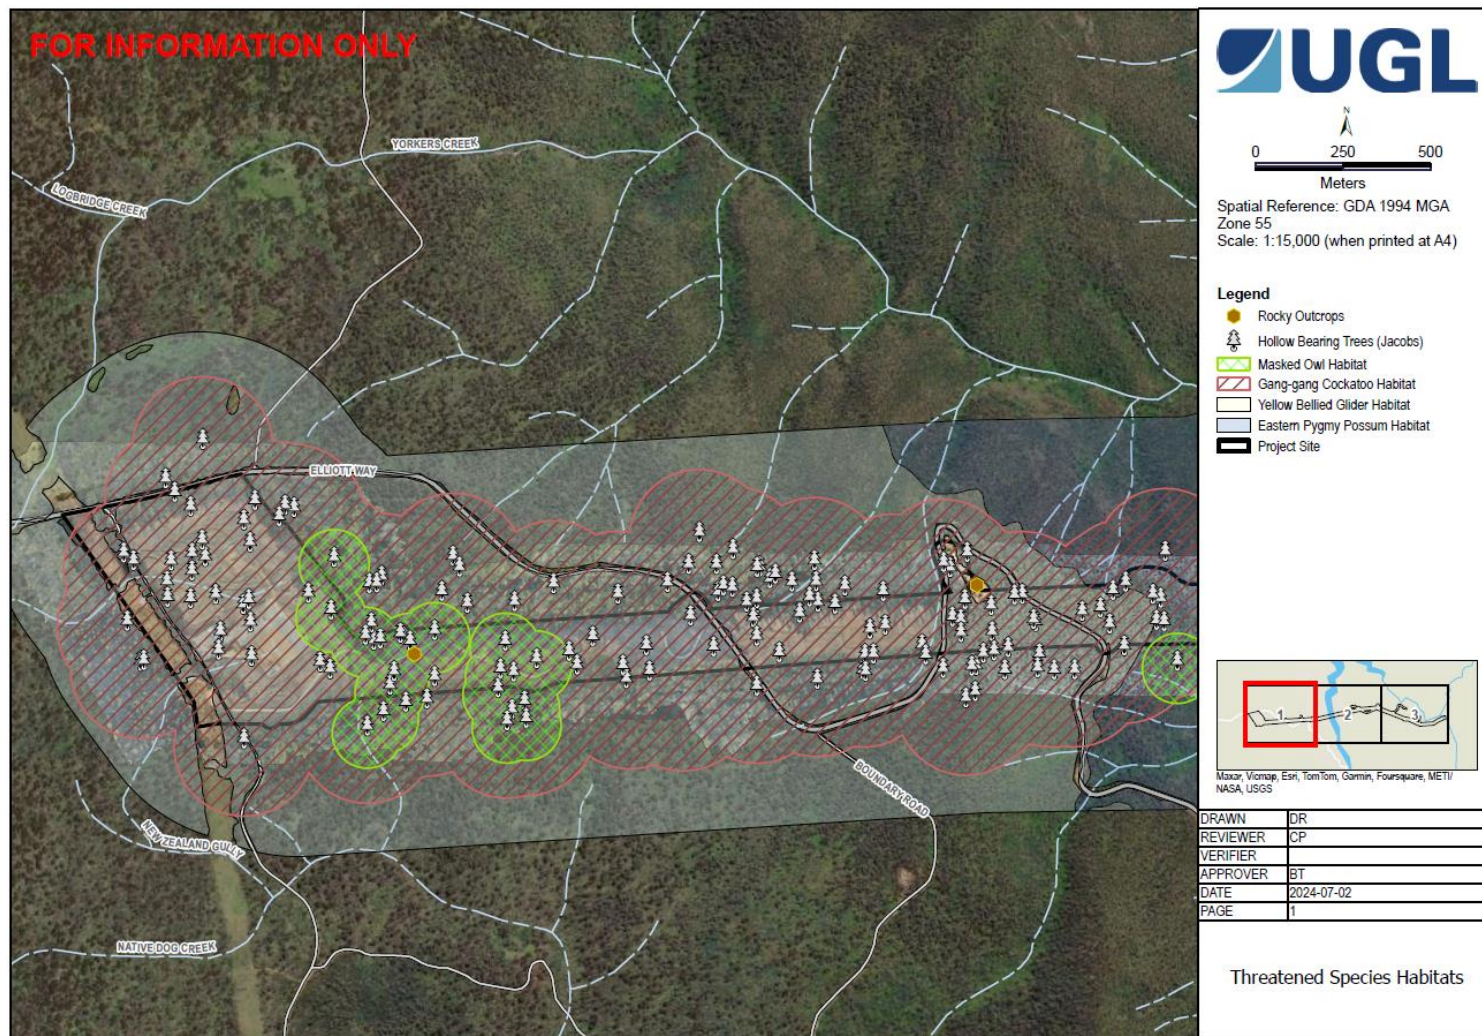 FOR INFORMATION ONLY
YORKERS CREEK
LOGBRIDGE CREEK
ELLIOTT WAY
BOUNDARY ROAD
NEW ZEALAND GULLY
NATIVE DOG CREEK
UGL
N
0 250 500
Meters
Spatial Reference: GDA 1994 MGA
Zone 55
Scale: 1:15,000 (when printed at A4)
Legend
Rocky Outcrops
Hollow Bearing Trees (Jacobs)
Masked Owl Habitat
Gang-gang Cockatoo Habitat
Yellow Bellied Glider Habitat
Eastern Pygmy Possum Habitat
Project Site
1 2 3
Maxar, Vicmap, Esri, TomTom, Garmin, Foursquare, METI/
NASA, USGS
DRAWN DR
REVIEWER CP
VERIFIER
APPROVER BT
DATE 2024-07-02
PAGE 1
Threatened Species Habitats